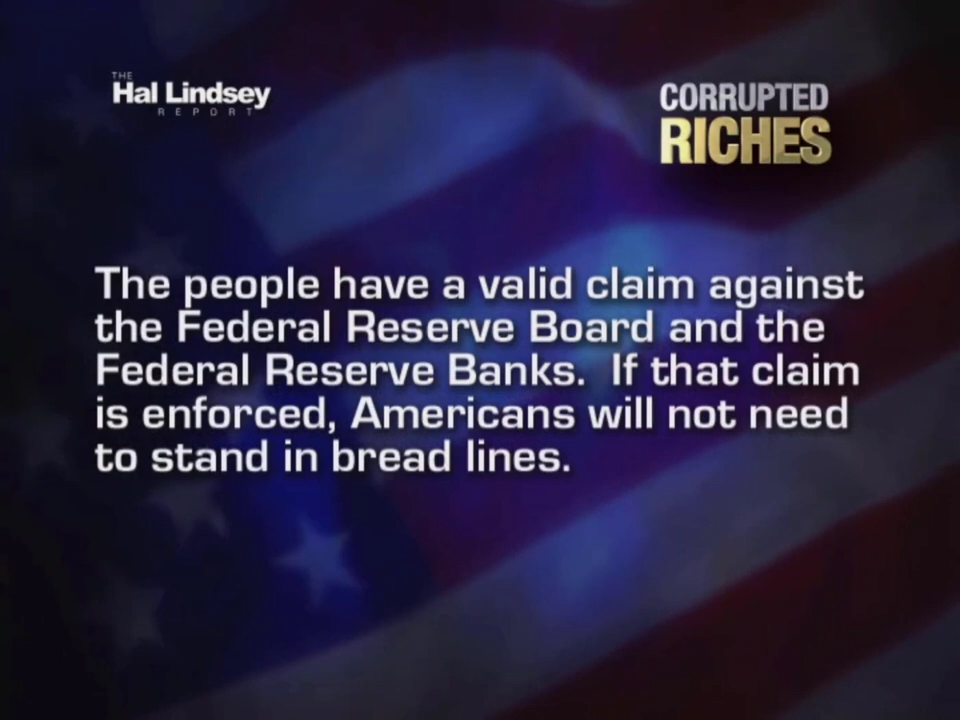 THE
Hal Lindsey
REPORT
CORRUPTED
RICHES
The people have a valid claim against
the Federal Reserve Board and the
Federal Reserve Banks.  If that claim
is enforced, Americans will not need
to stand in bread lines.